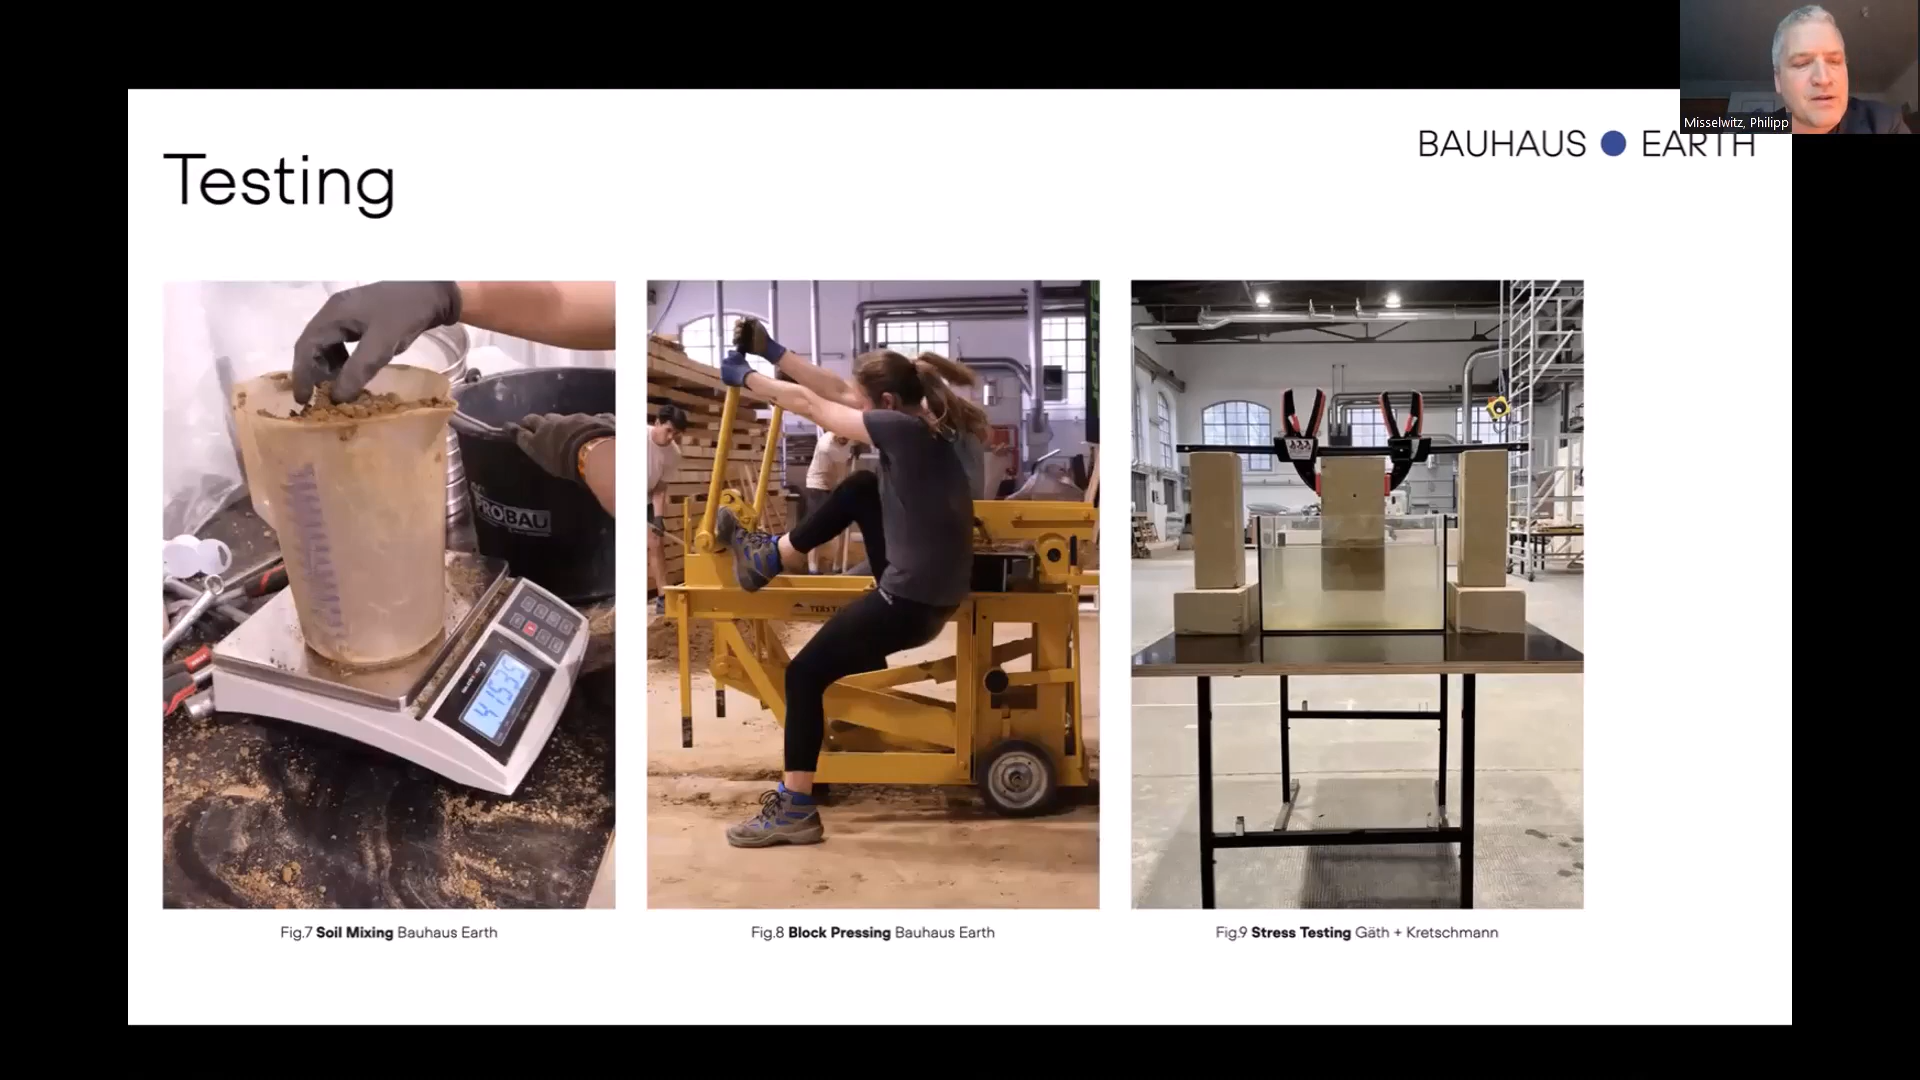 Misselwitz, Philipp
BAUHAUS EARTH
Testing
PROBAU
Fig.7 Soil Mixing Bauhaus Earth
Fig.8 Block Pressing Bauhaus Earth
Fig.9 Stress Testing Gäth + Kretschmann